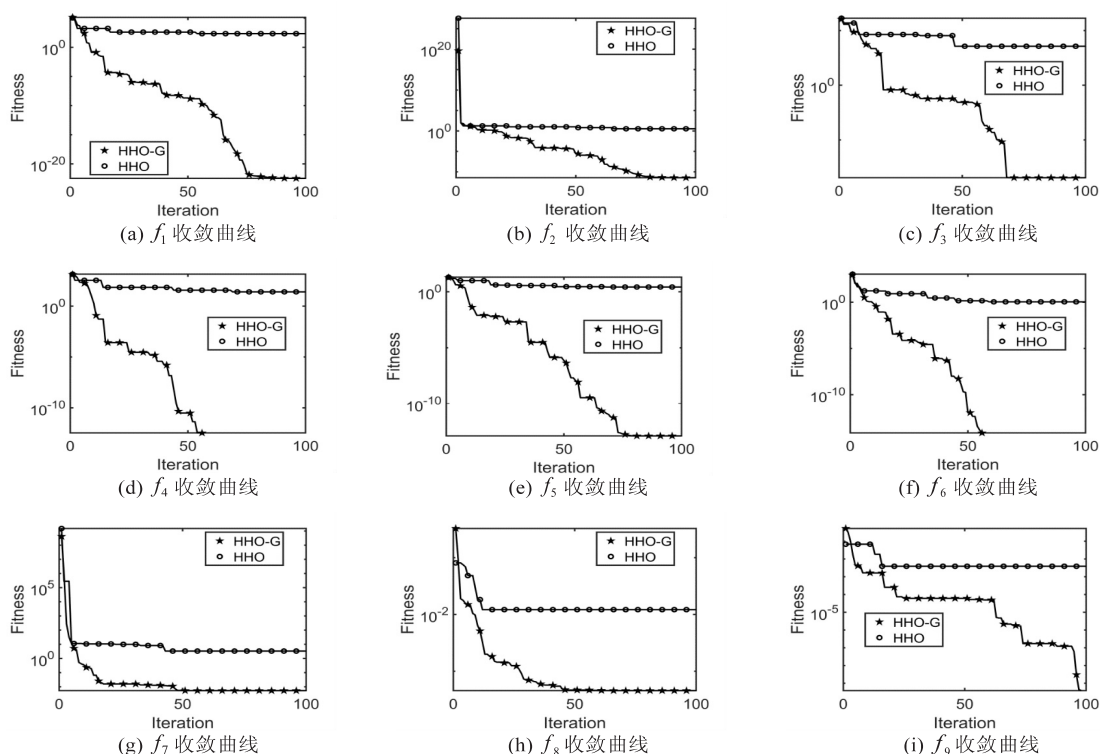 Fitness
10^0
10^-20
HHO-G
HHO
0 50 100
Iteration
(a) f1 收敛曲线
Fitness
10^20
10^0
HHO-G
HHO
0 50 100
Iteration
(b) f2 收敛曲线
Fitness
10^0
HHO-G
HHO
0 50 100
Iteration
(c) f3 收敛曲线
Fitness
10^0
10^-10
HHO-G
HHO
0 50 100
Iteration
(d) f4 收敛曲线
Fitness
10^0
10^-10
HHO-G
HHO
0 50 100
Iteration
(e) f5 收敛曲线
Fitness
10^0
10^-10
HHO-G
HHO
0 50 100
Iteration
(f) f6 收敛曲线
Fitness
10^5
10^0
HHO-G
HHO
0 50 100
Iteration
(g) f7 收敛曲线
Fitness
10^-2
HHO-G
HHO
0 50 100
Iteration
(h) f8 收敛曲线
Fitness
10^-5
HHO-G
HHO
0 50 100
Iteration
(i) f9 收敛曲线